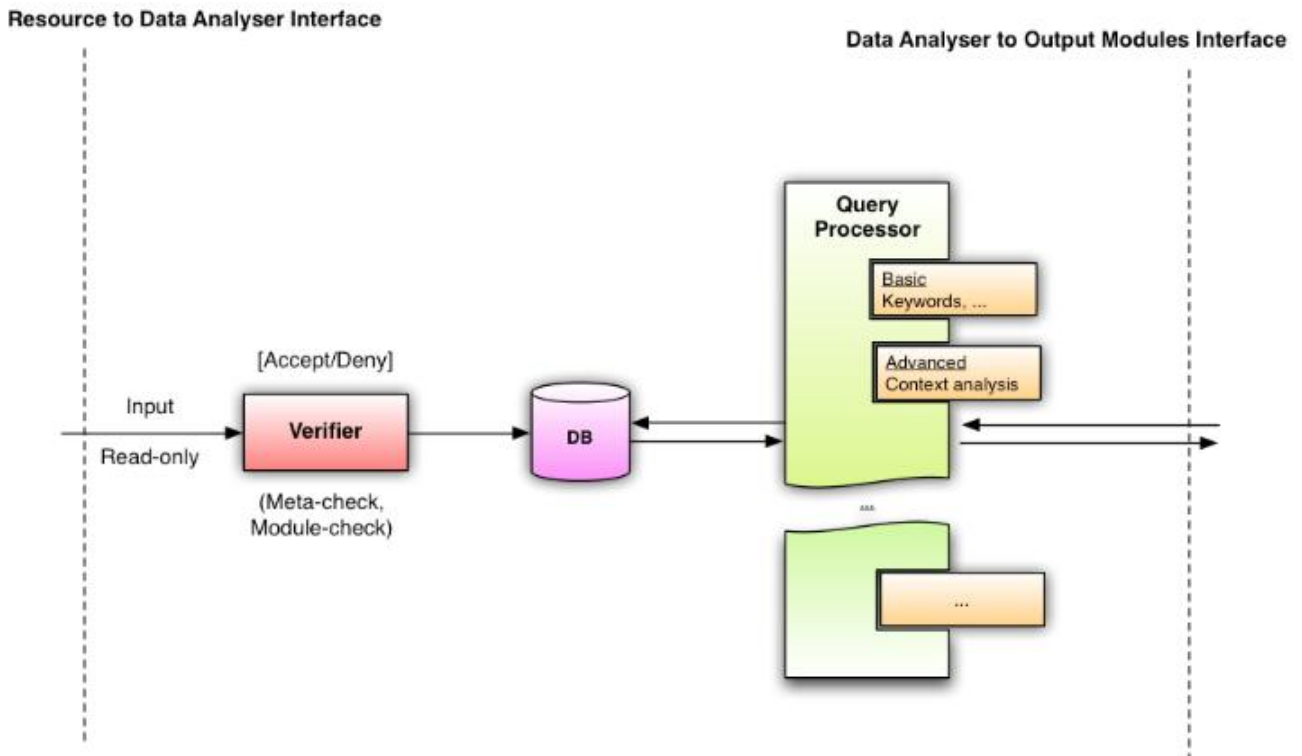 Resource to Data Analyser Interface
Data Analyser to Output Modules Interface
Query
Processor
Basic
Keywords, ...
Advanced
Context analysis
[Accept/Deny]
Input
Read-only
Verifier
(Meta-check,
Module-check)
DB
...